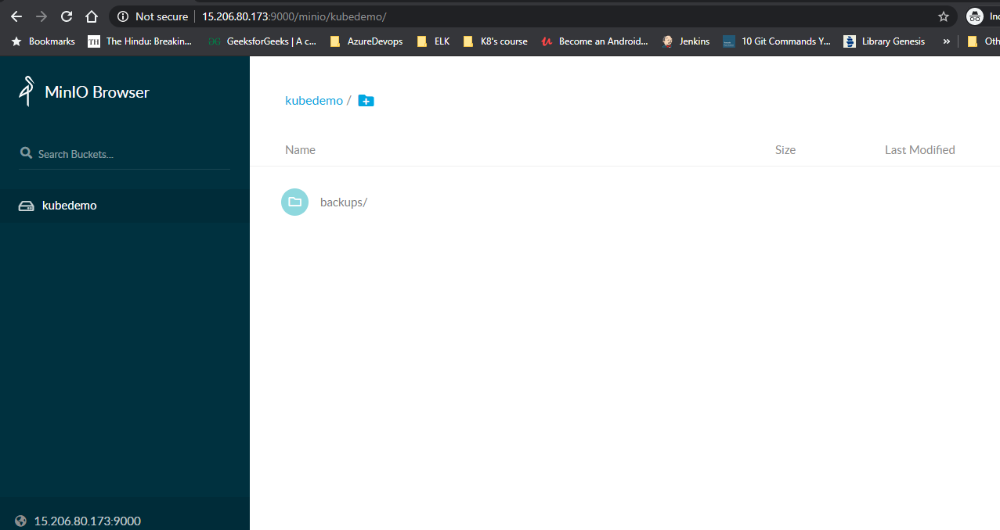 Not secure 15.206.80.173:9000/minio/kubedemo/
Bookmarks TH The Hindu: Breakin... GeeksforGeeks | A c... AzureDevops ELK K8's course Become an Android... Jenkins 10 Git Commands Y... Library Genesis »
MinIO Browser
Search Buckets...
kubedemo
kubedemo /
Name Size Last Modified
backups/
15.206.80.173:9000